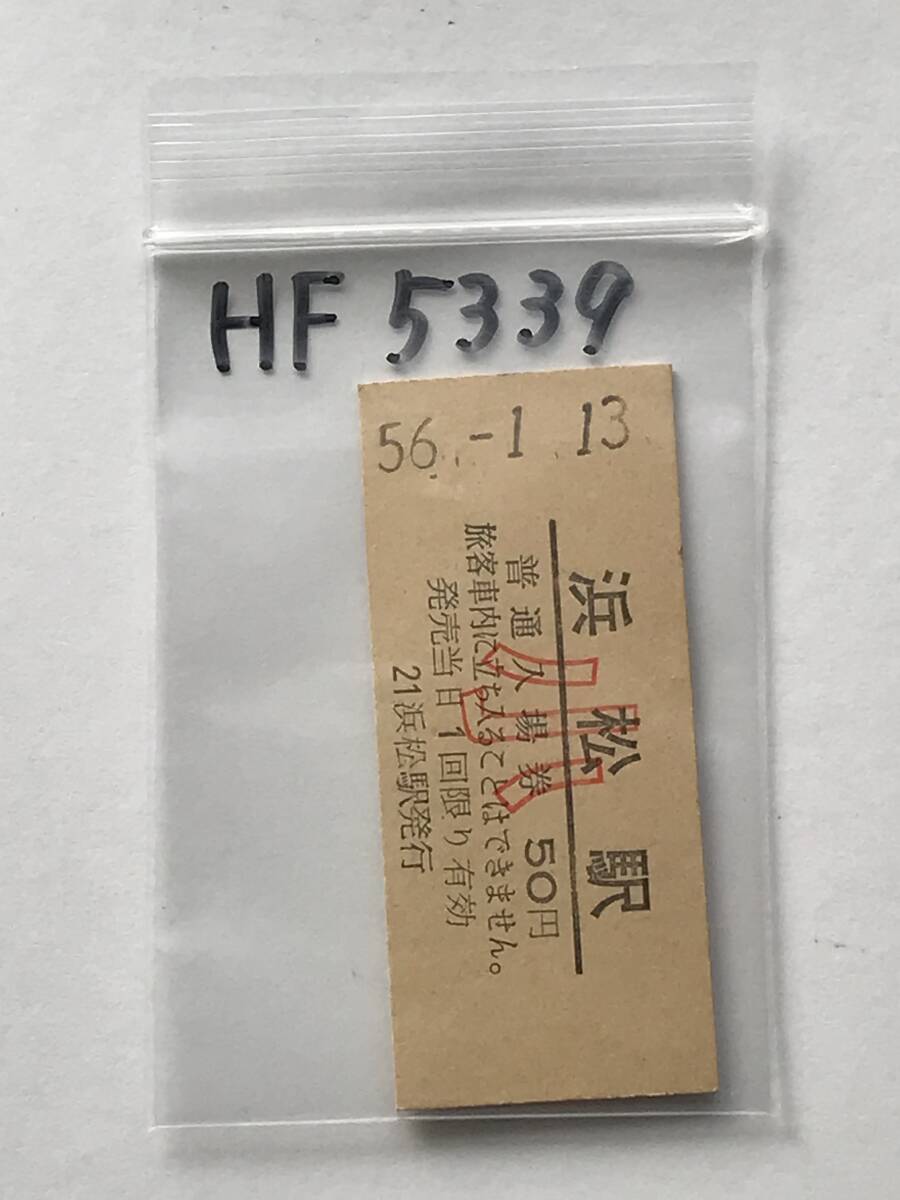 HF 5339
56.-1.13
浜松駅
普通入場券 50円
小
旅客車内に立ち入ることはできません。
発売当日1回限り有効
21浜松駅発行